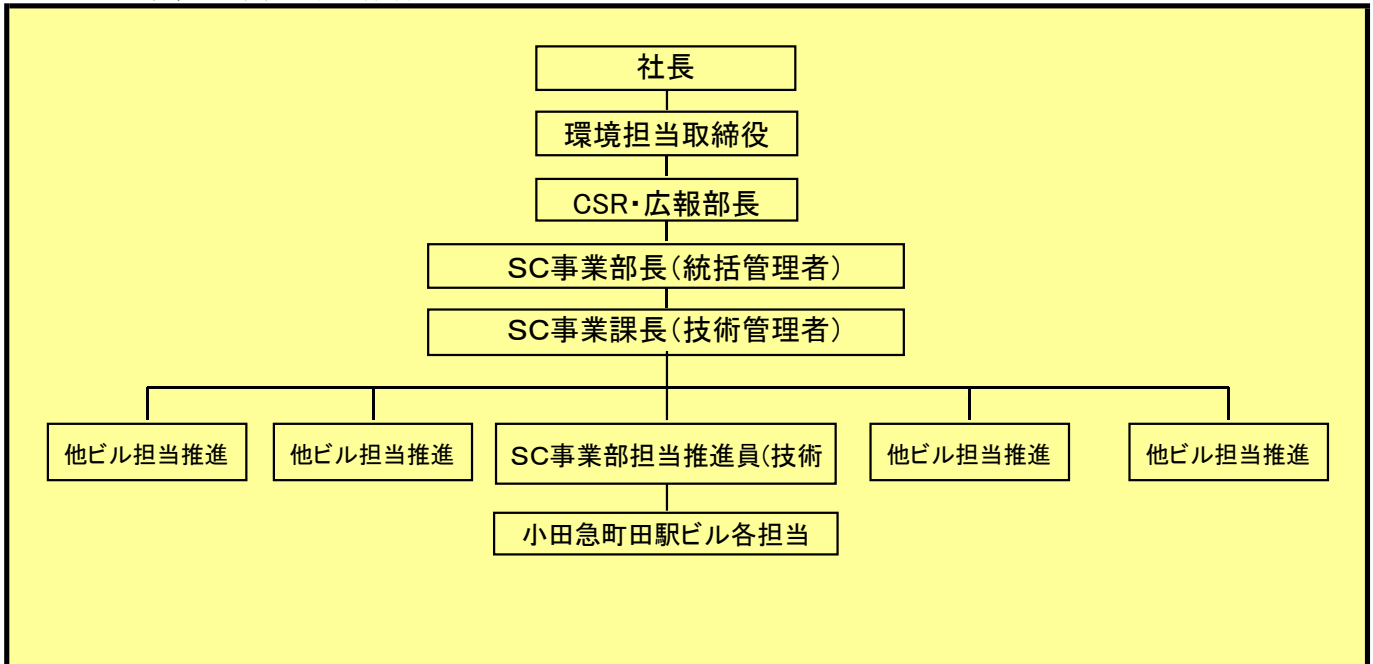 社長
環境担当取締役
CSR・広報部長
SC事業部長(統括管理者)
SC事業課長(技術管理者)
他ビル担当推進
他ビル担当推進
SC事業部担当推進員(技術
他ビル担当推進
他ビル担当推進
小田急町田駅ビル各担当